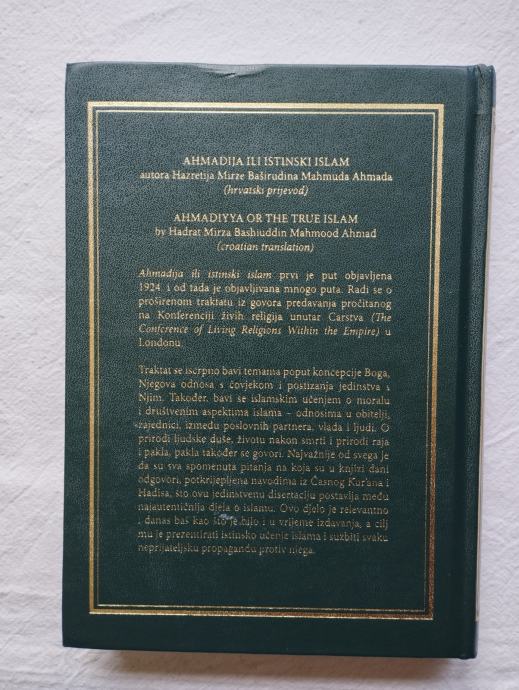 AHMADIJA ILI ISTINSKI ISLAM
autora Hazretija Mirze Baširudina Mahmuda Ahmada
(hrvatski prijevod)
AHMADIYYA OR THE TRUE ISLAM
by Hadrat Mirza Bashiuddin Mahmood Ahmad
(croatian translation)
Ahmadija ili istinski islam prvi je put objavljena
1924. i od tada je objavljivana mnogo puta. Radi se o
proširenom traktatu iz govora predavanja pročitanog
na Konferenciji živih religija unutar Carstva (The
Conference of Living Religions Within the Empire) u
Londonu.
Traktat se iscrpno bavi temama poput koncepcije Boga,
Njegova odnosa s čovjekom i postizanja jedinstva s
Njim. Također, bavi se islamskim učenjem o moralu
i društvenim aspektima islama – odnosima u obitelji,
zajednici, između poslovnih partnera, vlada i ljudi. O
prirodi ljudske duše, životu nakon smrti i prirodi raja
i pakla, pakla također se govori. Najvažnije od svega je
da su sva spomenuta pitanja na koja su u knjizi dani
odgovori, potkrijepljena navodima iz Časnog Kur'ana i
Hadisa, što ovu jedinstvenu disertaciju postavlja među
najautentičnija djela o islamu. Ovo djelo je relevantno
i danas baš kao što je bilo i u vrijeme izdavanja, a cilj
mu je prezentirati istinsko učenje islama i suzbiti svaku
neprijateljsku propagandu protiv njega.